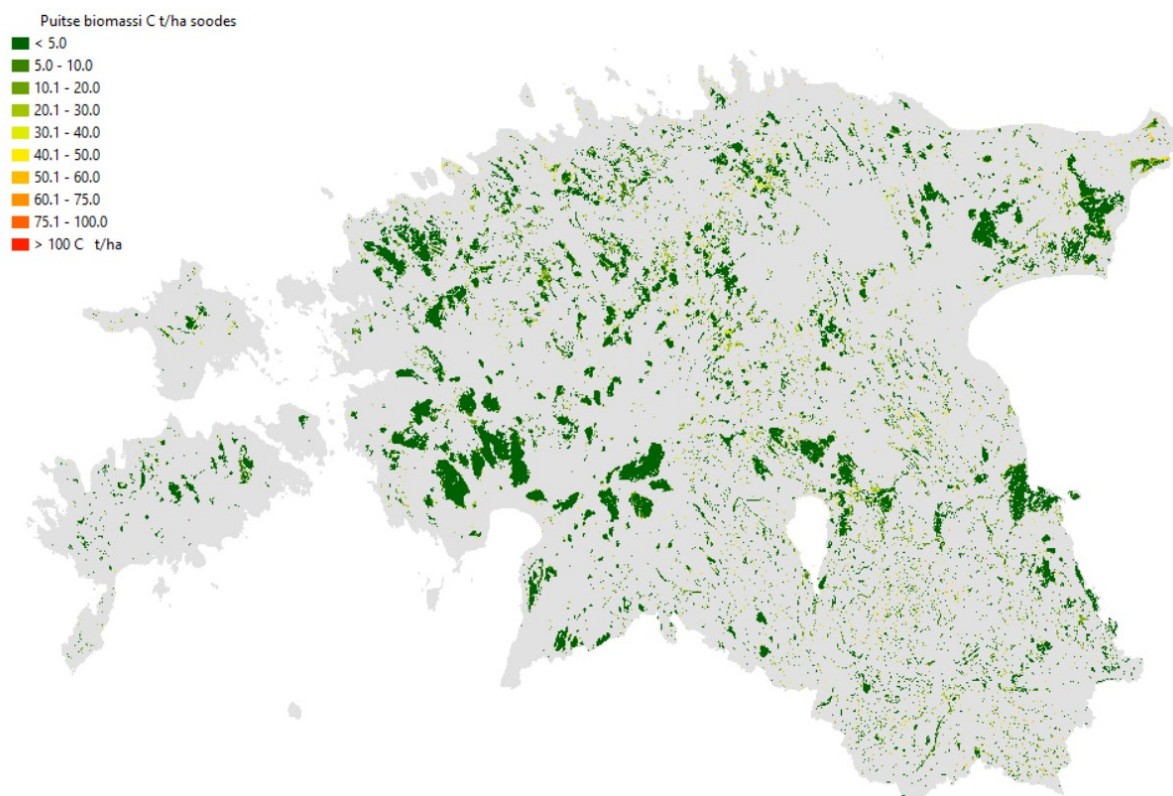 Puitse biomassi C t/ha soodes
< 5.0
5.0 - 10.0
10.1 - 20.0
20.1 - 30.0
30.1 - 40.0
40.1 - 50.0
50.1 - 60.0
60.1 - 75.0
75.1 - 100.0
> 100 C t/ha